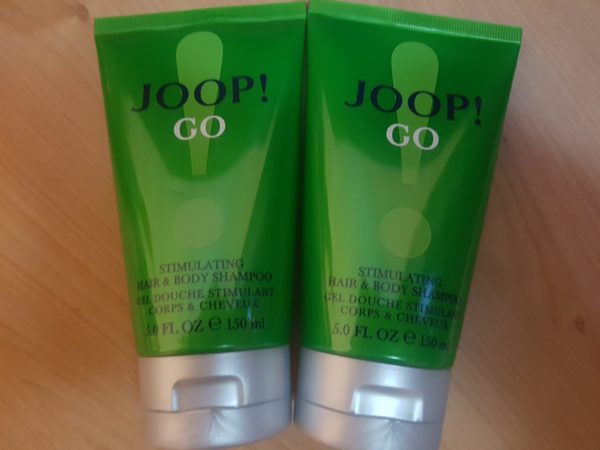 JOOP!
GO
STIMULATING
HAIR & BODY SHAMPOO
GEL DOUCHE STIMULANT
CORPS & CHEVEUX
5.0 FL OZ e 150 ml
JOOP!
GO
STIMULATING
HAIR & BODY SHAMPOO
GEL DOUCHE STIMULANT
CORPS & CHEVEUX
5.0 FL OZ e 150 ml